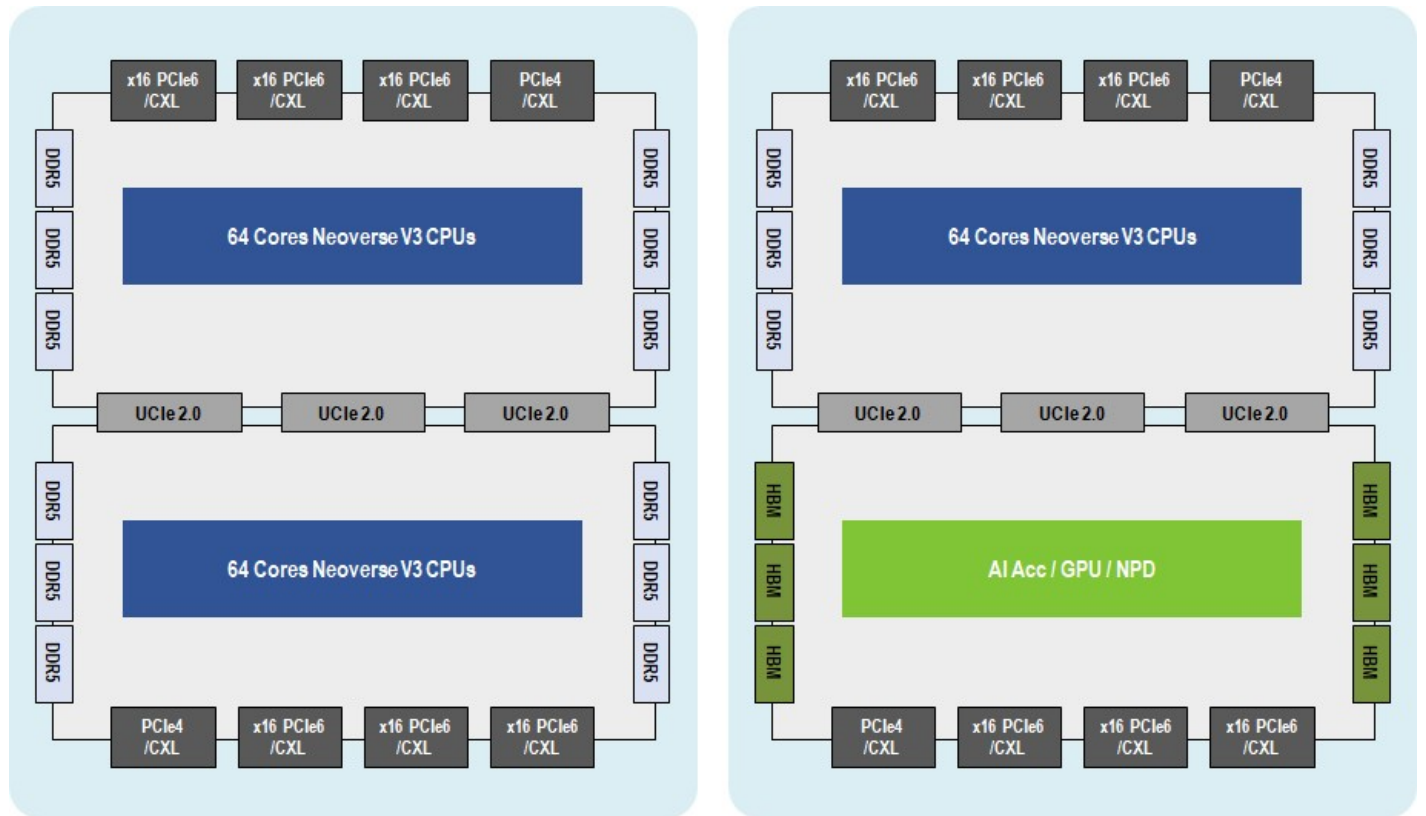 x16 PCIe6
/CXL
x16 PCIe6
/CXL
x16 PCIe6
/CXL
PCIe4
/CXL
DDR5
DDR5
DDR5
64 Cores Neoverse V3 CPUs
DDR5
DDR5
DDR5
UCIe 2.0
UCIe 2.0
UCIe 2.0
DDR5
DDR5
DDR5
64 Cores Neoverse V3 CPUs
DDR5
DDR5
DDR5
PCIe4
/CXL
x16 PCIe6
/CXL
x16 PCIe6
/CXL
x16 PCIe6
/CXL
x16 PCIe6
/CXL
x16 PCIe6
/CXL
x16 PCIe6
/CXL
PCIe4
/CXL
DDR5
DDR5
DDR5
64 Cores Neoverse V3 CPUs
DDR5
DDR5
DDR5
UCIe 2.0
UCIe 2.0
UCIe 2.0
HBM
HBM
HBM
AI Acc / GPU / NPD
HBM
HBM
HBM
PCIe4
/CXL
x16 PCIe6
/CXL
x16 PCIe6
/CXL
x16 PCIe6
/CXL